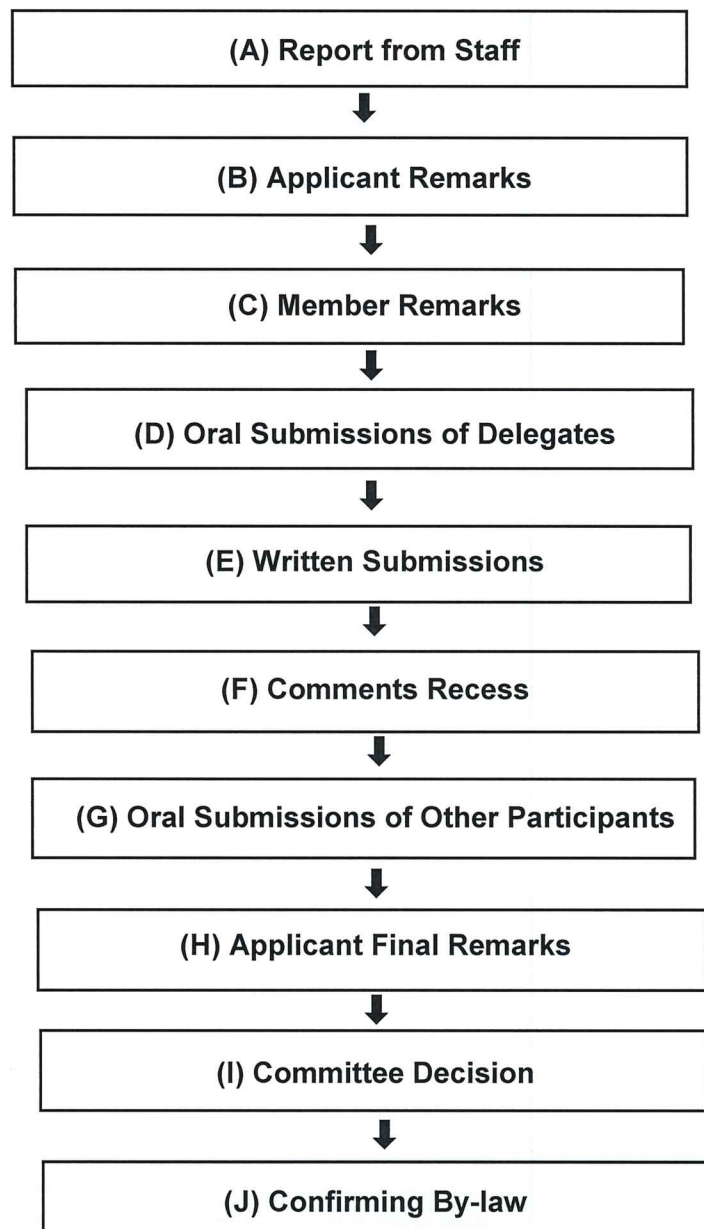 (A) Report from Staff
(B) Applicant Remarks
(C) Member Remarks
(D) Oral Submissions of Delegates
(E) Written Submissions
(F) Comments Recess
(G) Oral Submissions of Other Participants
(H) Applicant Final Remarks
(I) Committee Decision
(J) Confirming By-law